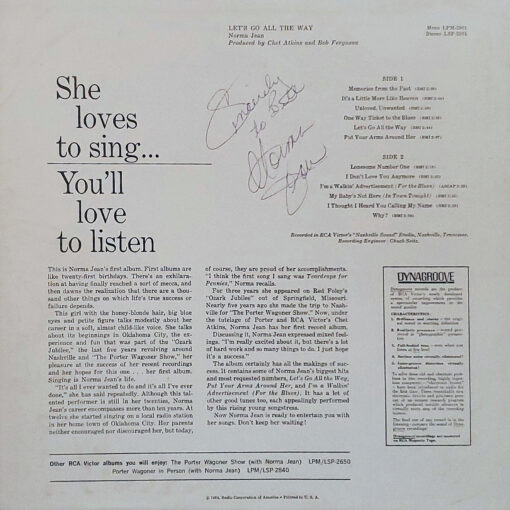 LET'S GO ALL THE WAY
Norma Jean
Produced by Chet Atkins and Bob Ferguson
Mono LPM-2961
Stereo LSP-2961
She
loves
to sing...
You'll
love
to listen
Sincerely
to Bill
Norma
Jean
SIDE 1
Memories from the Past
It's a Little More Like Heaven
Unloved, Unwanted
One Way Ticket to the Blues
Let's Go All the Way
Put Your Arms Around Her
SIDE 2
Lonesome Number One
I Don't Love You Anymore
I'm a Walkin' Advertisement (For the Blues)
My Baby's Not Here (In Town Tonight)
I Thought I Heard You Calling My Name
Why?
Recorded in RCA Victor's "Nashville Sound" Studio, Nashville, Tennessee.
Recording Engineer: Chuck Seitz
This is Norma Jean's first album. First albums are
like twenty-first birthdays. There's an exhilara-
tion at having finally reached a sort of mecca, and
then dawns the realization that there are a thou-
sand other things on which life's true success or
failure depends.
This girl with the honey-blonde hair, big blue
eyes and petite figure talks modestly about her
career in a soft, almost child-like voice. She talks
about its beginnings in Oklahoma City, the ex-
perience and fun that was part of the "Ozark
Jubilee," the last five years revolving around
Nashville and "The Porter Wagoner Show," her
pleasure at the success of her recent recordings
and her hopes for this one . . . her first album.
Singing is Norma Jean's life.
"It's all I ever wanted to do and it's all I've ever
done," she has said repeatedly. Although this tal-
ented performer is still in her twenties, Norma
Jean's career encompasses more than ten years. At
twelve she started singing on a local radio station
in her home town of Oklahoma City. Her parents
neither encouraged nor discouraged her, but today,
of course, they are proud of her accomplishments.
"I think the first song I sang was Teardrops for
Pennies," Norma recalls.
For three years she appeared on Red Foley's
"Ozark Jubilee" out of Springfield, Missouri.
Nearly five years ago she made the trip to Nash-
ville for "The Porter Wagoner Show." Now, under
the tutelage of Porter and RCA Victor's Chet
Atkins, Norma Jean has her first record album.
Discussing it, Norma Jean expressed mixed feel-
ings. "I'm really excited about it, but there's a lot
of hard work and so many things to do. I just hope
it's a success."
The album certainly has all the makings of suc-
cess. It contains some of Norma Jean's biggest hits
and most requested numbers, Let's Go All the Way,
Put Your Arms Around Her, and I'm a Walkin'
Advertisement (For the Blues). It has a lot of
other good tunes too, each appealingly performed
by this rising young songstress.
Now Norma Jean is ready to entertain you with
her songs. Don't keep her waiting!
DYNAGROOVE
Other RCA Victor albums you will enjoy: The Porter Wagoner Show (with Norma Jean) LPM/LSP-2650
Porter Wagoner in Person (with Norma Jean) LPM/LSP-2840
© 1964, Radio Corporation of America • Printed in U. S. A.